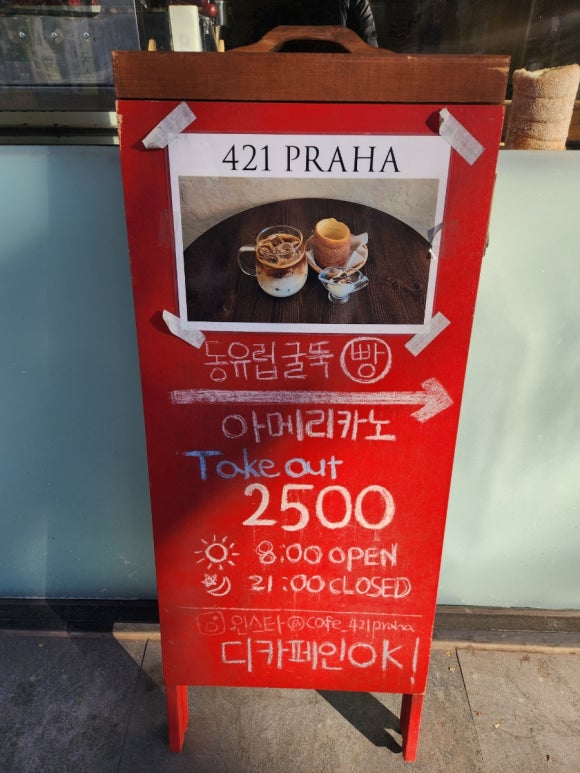 421 PRAHA
동유럽굴뚝 빵
아메리카노
Take out
2500
8:00 OPEN
21:00 CLOSED
인스타@cafe_421praha
디카페인OK!